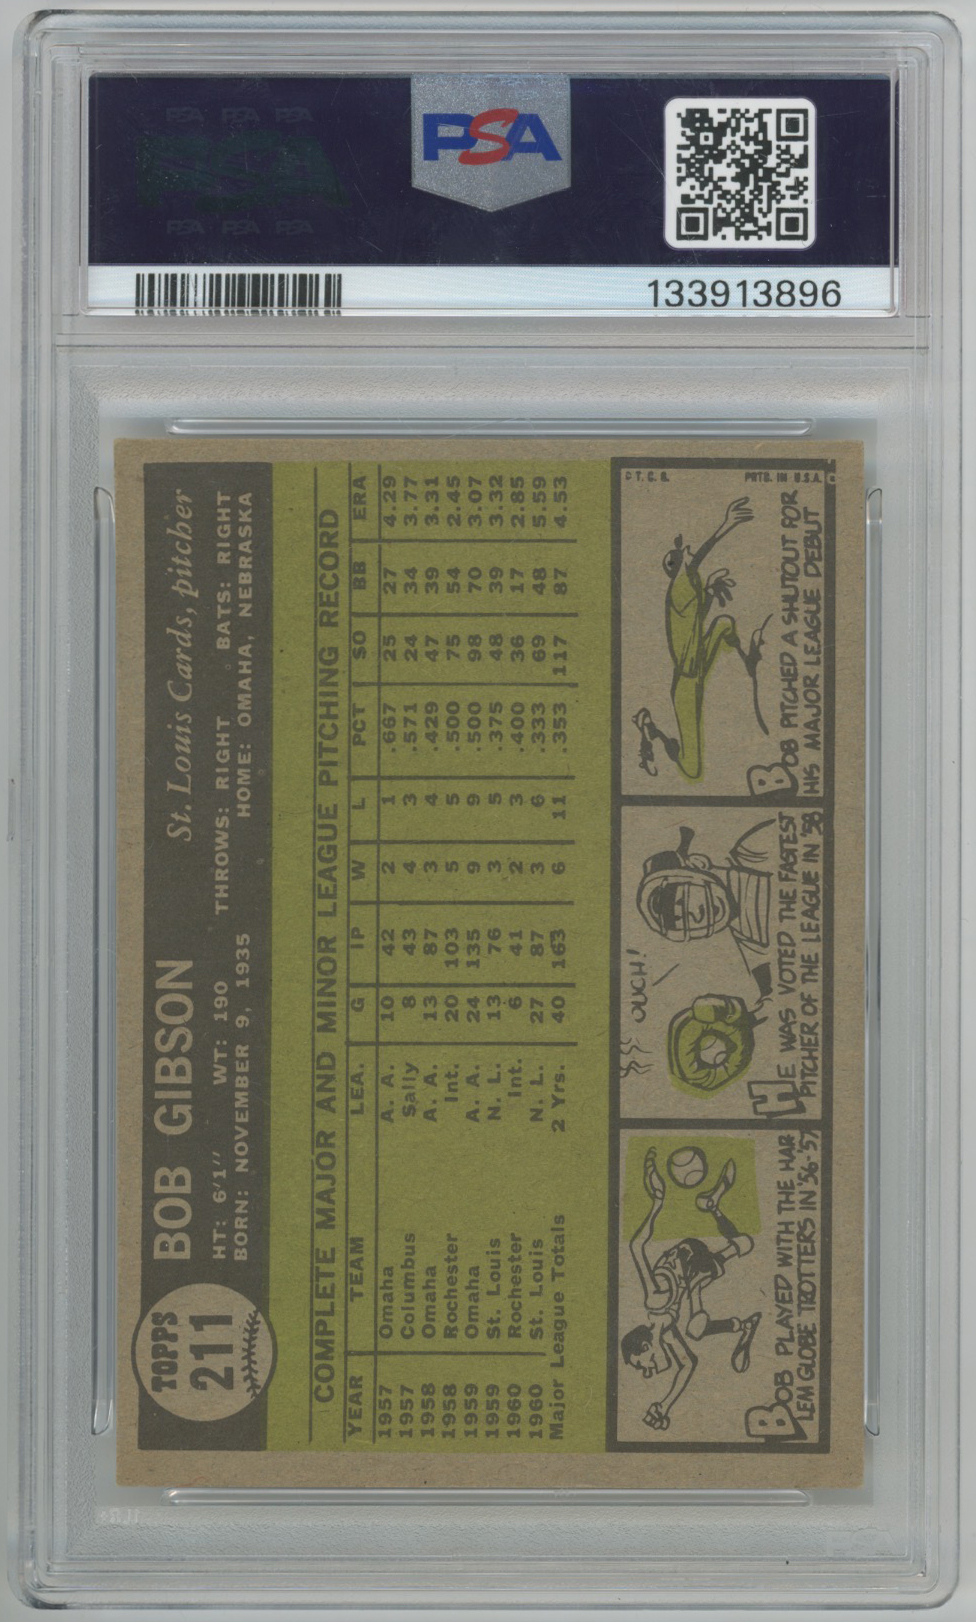 PSA PSA PSA
PSA
PSA PSA PSA
PSA
133913896
TOPPS
211
BOB GIBSON St. Louis Cards, pitcher
HT: 6'1" WT: 190 THROWS: RIGHT BATS: RIGHT
BORN: NOVEMBER 9, 1935 HOME: OMAHA, NEBRASKA
COMPLETE MAJOR AND MINOR LEAGUE PITCHING RECORD
YEAR TEAM LEA. G IP W L PCT SO BB ERA
1957 Omaha A. A. 10 42 2 1 .667 25 27 4.29
1957 Columbus Sally 8 43 4 3 .571 24 34 3.77
1958 Omaha A. A. 13 87 3 4 .429 47 39 3.31
1958 Rochester Int. 20 103 5 5 .500 75 54 2.45
1959 Omaha A. A. 24 135 9 9 .500 98 70 3.07
1959 St. Louis N. L. 13 76 3 5 .375 48 39 3.32
1960 Rochester Int. 6 41 2 3 .400 36 17 2.85
1960 St. Louis N. L. 27 87 3 6 .333 69 48 5.59
Major League Totals 2 Yrs. 40 163 6 11 .353 117 87 4.53
BOB PLAYED WITH THE HAR-
LEM GLOBE TROTTERS IN '56-'57
OUCH!
HE WAS VOTED THE FASTEST
PITCHER OF THE LEAGUE IN '58
© T.C.G. PRTD. IN U.S.A.
BOB PITCHED A SHUTOUT FOR
HIS MAJOR LEAGUE DEBUT